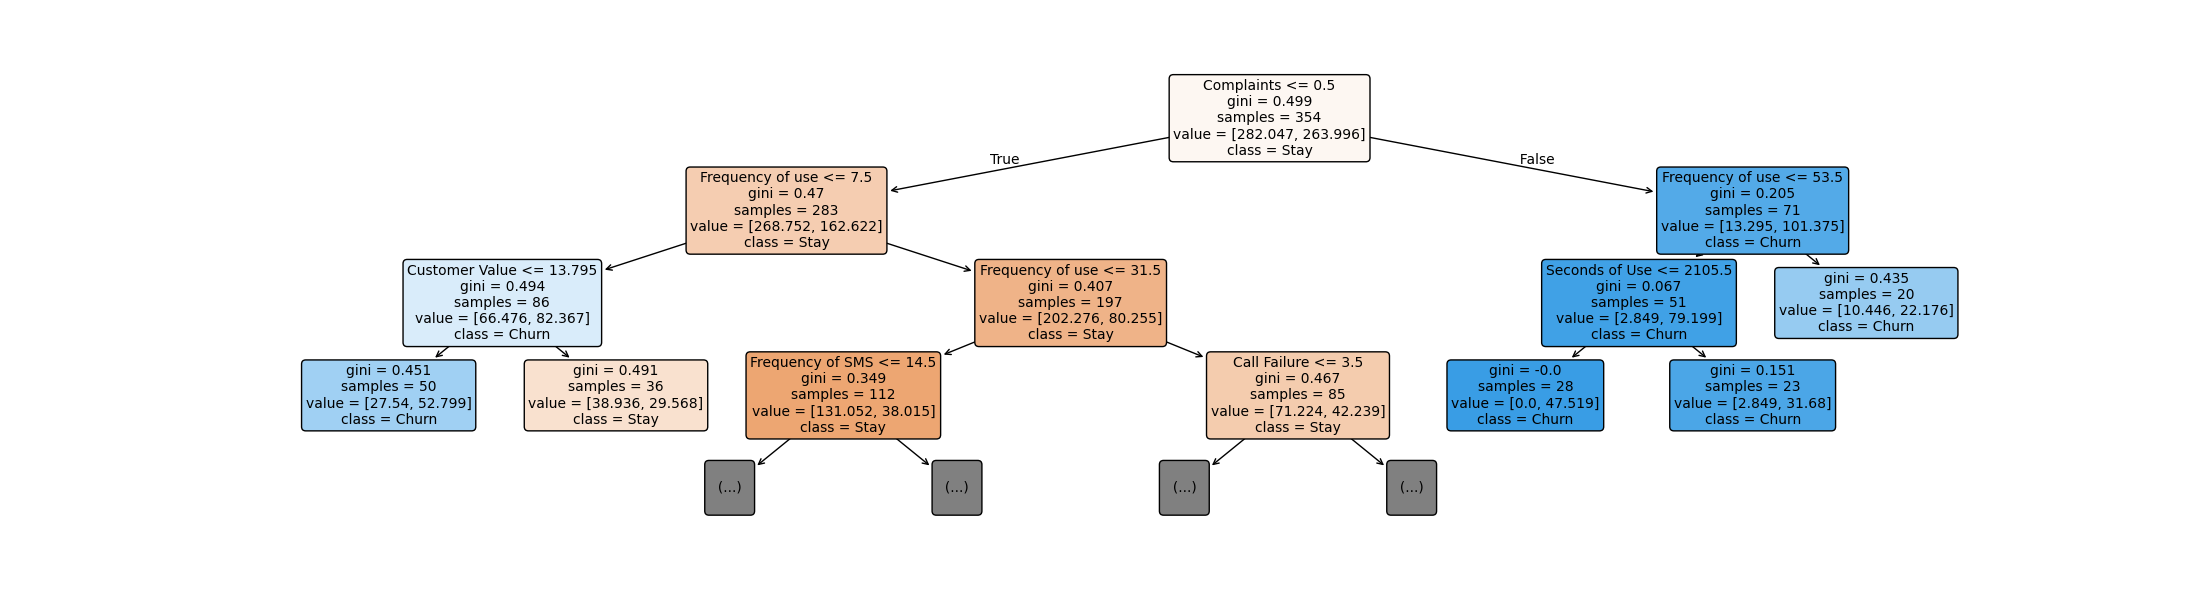 Complaints <= 0.5
gini = 0.499
samples = 354
value = [282.047, 263.996]
class = Stay
True
False
Frequency of use <= 7.5
gini = 0.47
samples = 283
value = [268.752, 162.622]
class = Stay
Frequency of use <= 53.5
gini = 0.205
samples = 71
value = [13.295, 101.375]
class = Churn
Customer Value <= 13.795
gini = 0.494
samples = 86
value = [66.476, 82.367]
class = Churn
Frequency of use <= 31.5
gini = 0.407
samples = 197
value = [202.276, 80.255]
class = Stay
Seconds of Use <= 2105.5
gini = 0.067
samples = 51
value = [2.849, 79.199]
class = Churn
gini = 0.435
samples = 20
value = [10.446, 22.176]
class = Churn
gini = 0.451
samples = 50
value = [27.54, 52.799]
class = Churn
gini = 0.491
samples = 36
value = [38.936, 29.568]
class = Stay
Frequency of SMS <= 14.5
gini = 0.349
samples = 112
value = [131.052, 38.015]
class = Stay
Call Failure <= 3.5
gini = 0.467
samples = 85
value = [71.224, 42.239]
class = Stay
gini = -0.0
samples = 28
value = [0.0, 47.519]
class = Churn
gini = 0.151
samples = 23
value = [2.849, 31.68]
class = Churn
(...)
(...)
(...)
(...)